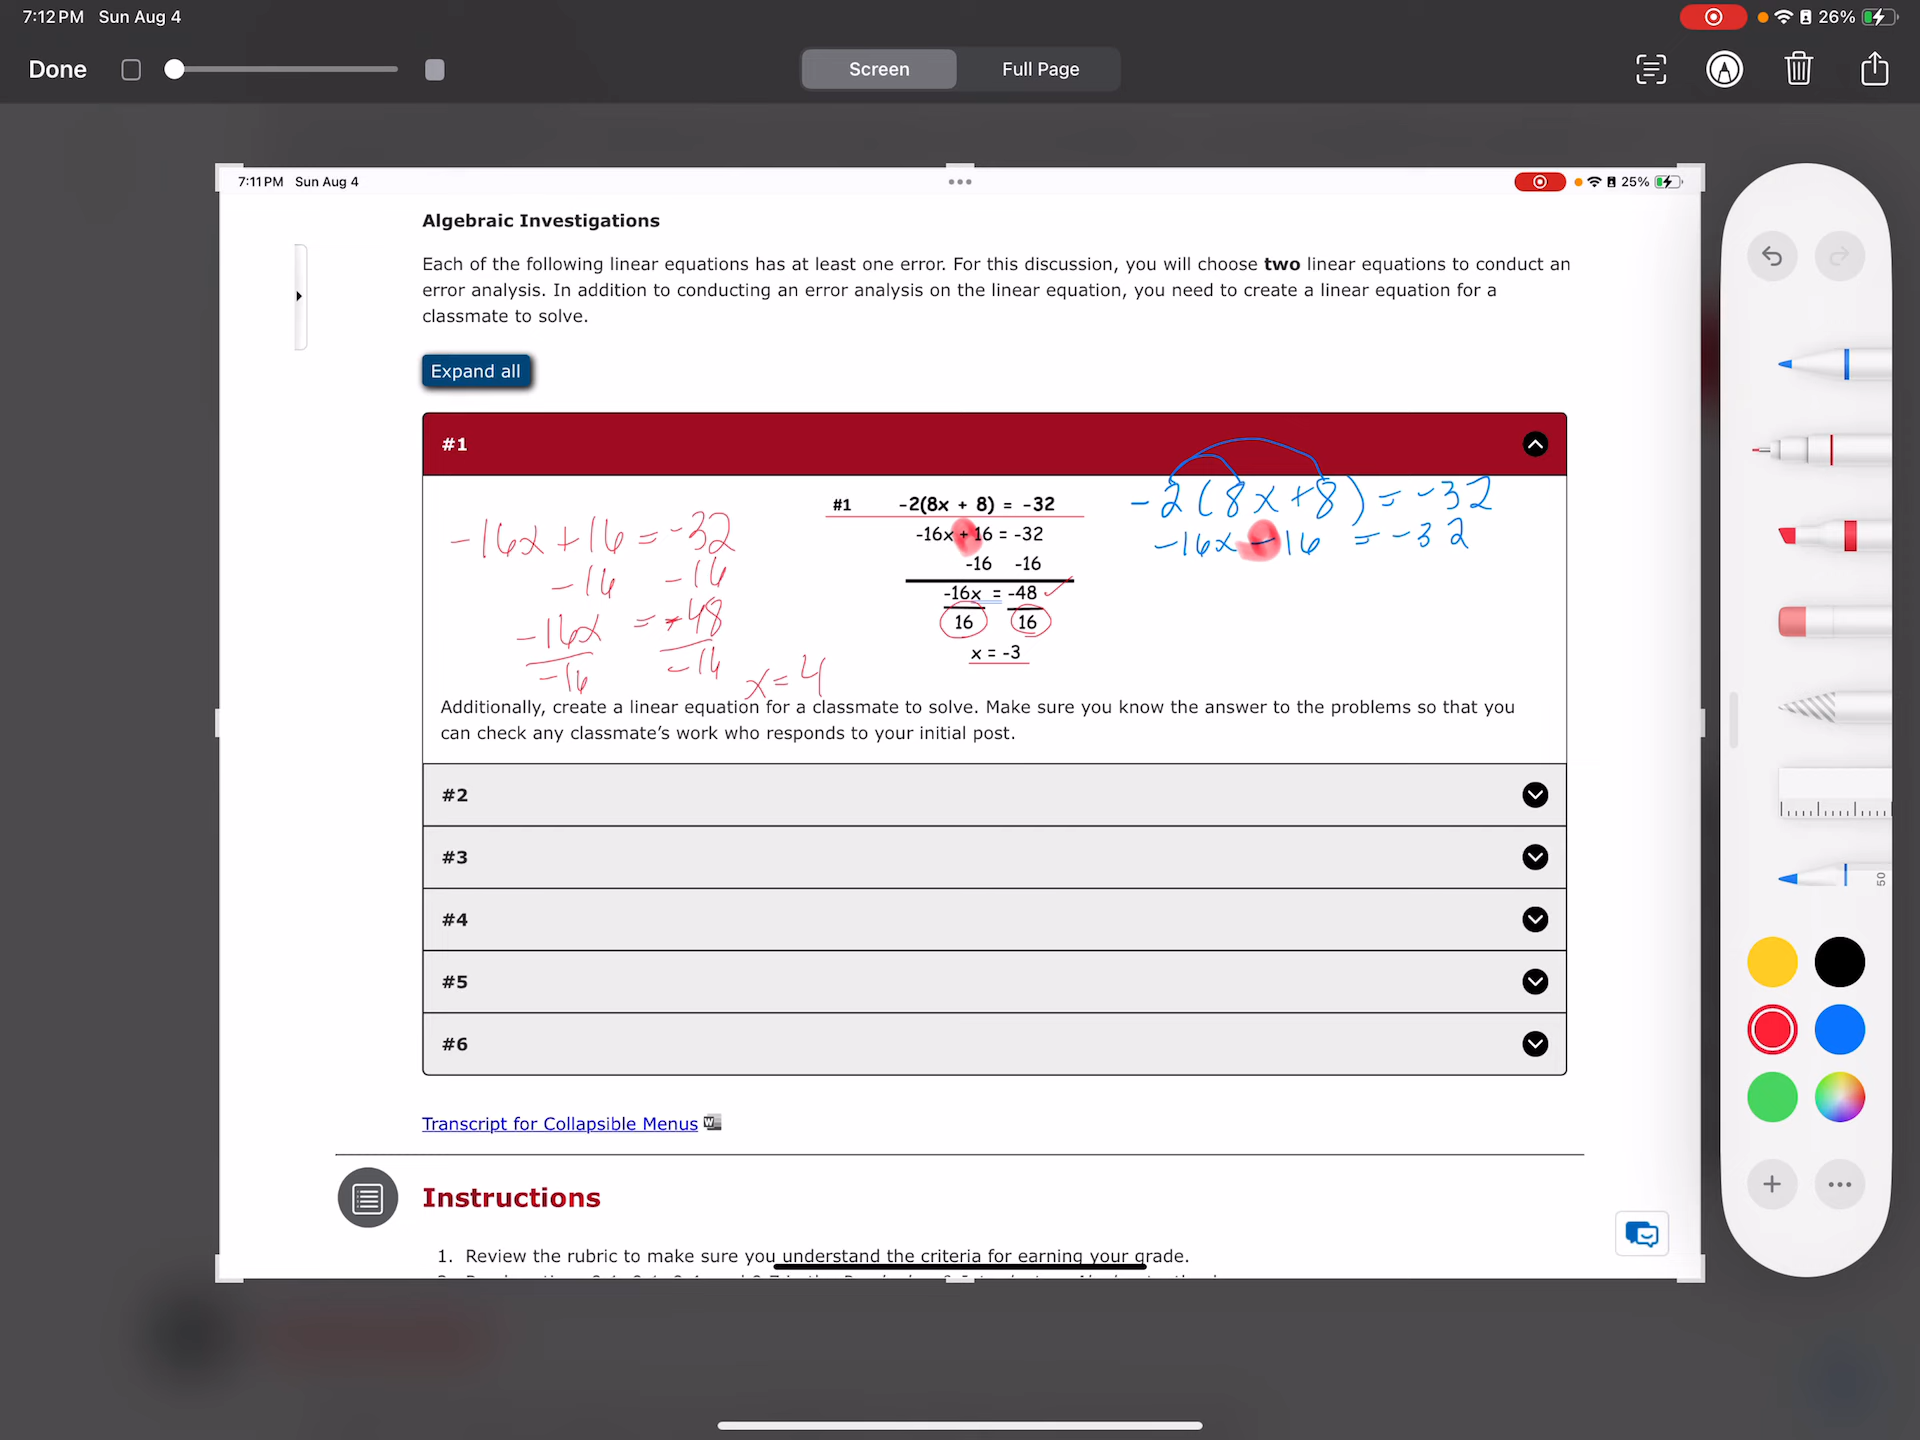 7:12 PM Sun Aug 4
26%
Done
Screen
Full Page
7:11 PM Sun Aug 4
25%
Algebraic Investigations
Each of the following linear equations has at least one error. For this discussion, you will choose two linear equations to conduct an
error analysis. In addition to conducting an error analysis on the linear equation, you need to create a linear equation for a
classmate to solve.
Expand all
#1
#1 -2(8x + 8) = -32
-16x + 16 = -32
-16 -16
-16x = -48
16 16
x = -3
-16x + 16 = -32
-16 -16
-16x = -48
-16 -16
x = 4
-2(8x + 8) = -32
-16x - 16 = -32
Additionally, create a linear equation for a classmate to solve. Make sure you know the answer to the problems so that you
can check any classmate's work who responds to your initial post.
#2
#3
#4
#5
#6
Transcript for Collapsible Menus
Instructions
1. Review the rubric to make sure you understand the criteria for earning your grade.
50